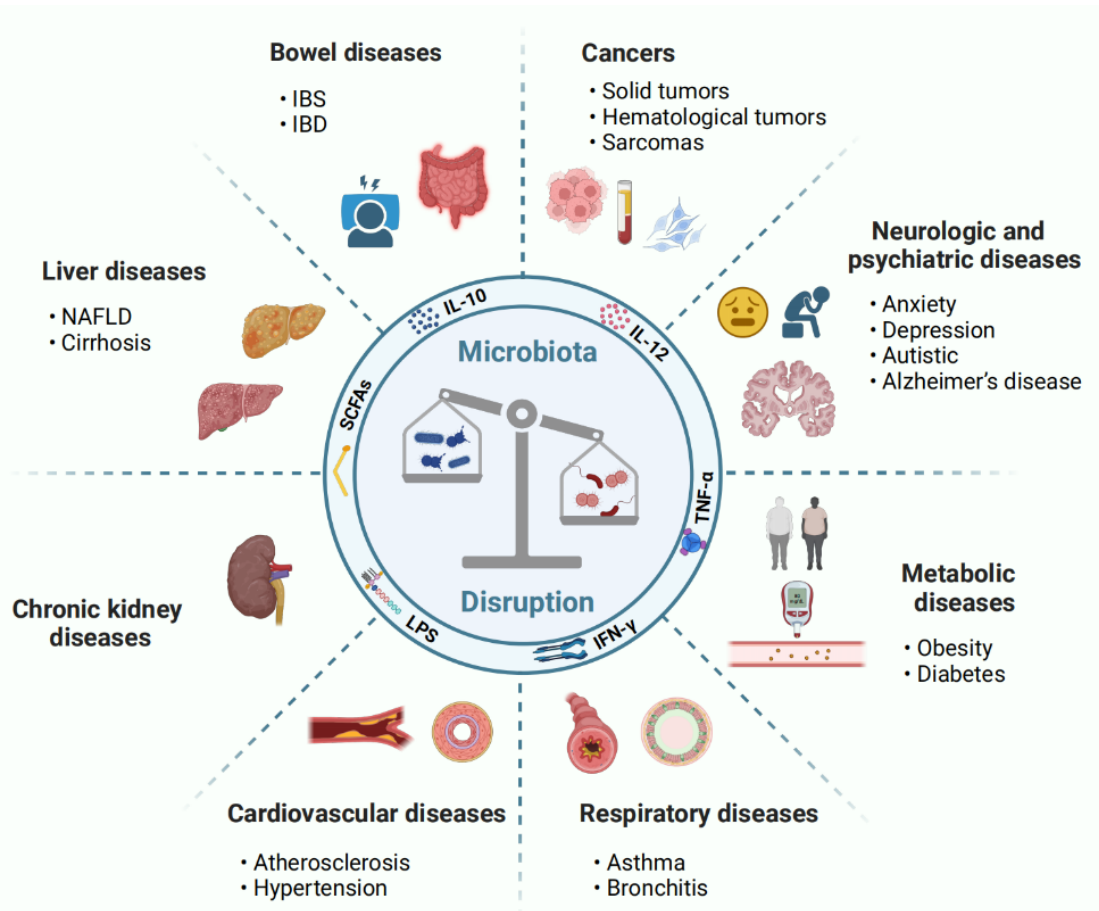 Bowel diseases
• IBS
• IBD
Cancers
• Solid tumors
• Hematological tumors
• Sarcomas
Neurologic and
psychiatric diseases
• Anxiety
• Depression
• Autistic
• Alzheimer's disease
Liver diseases
• NAFLD
• Cirrhosis
IL-10
IL-12
SCFAs
TNF-α
LPS
IFN-γ
Microbiota
Disruption
Metabolic
diseases
• Obesity
• Diabetes
Chronic kidney
diseases
Cardiovascular diseases
• Atherosclerosis
• Hypertension
Respiratory diseases
• Asthma
• Bronchitis